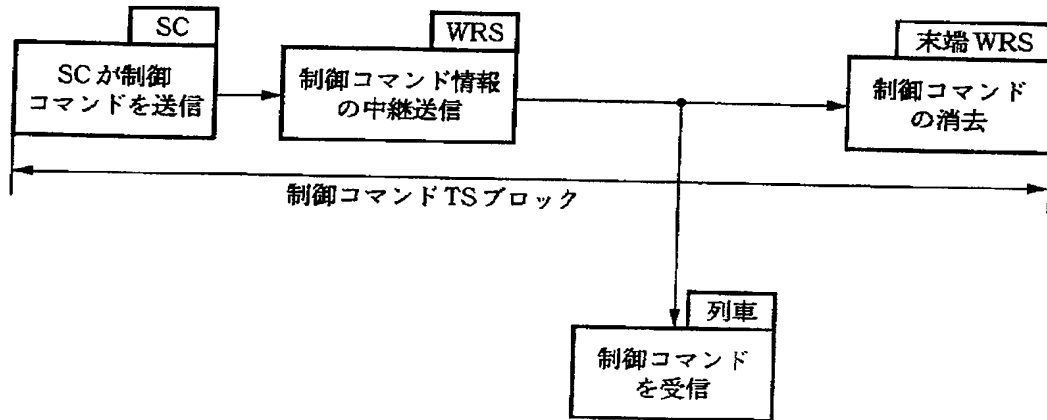 SC
SCが制御
コマンドを送信
WRS
制御コマンド情報
の中継送信
末端WRS
制御コマンド
の消去
制御コマンドTSブロック
列車
制御コマンド
を受信